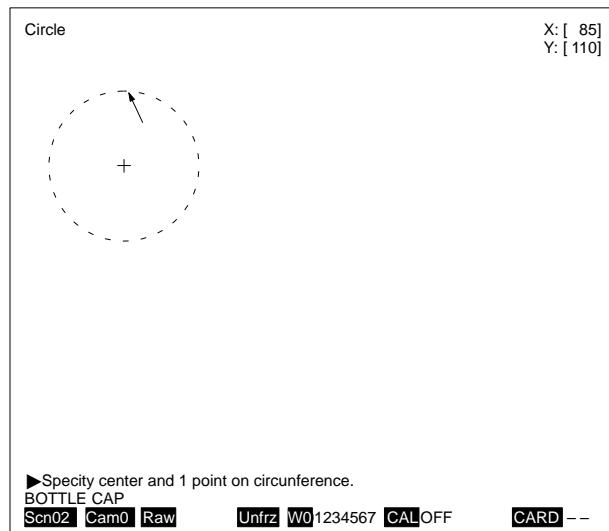 Circle X: [ 85]
Y: [ 110]
▶Specity center and 1 point on circunference.
BOTTLE CAP
Scn02 Cam0 Raw Unfrz W01234567 CALOFF CARD – –